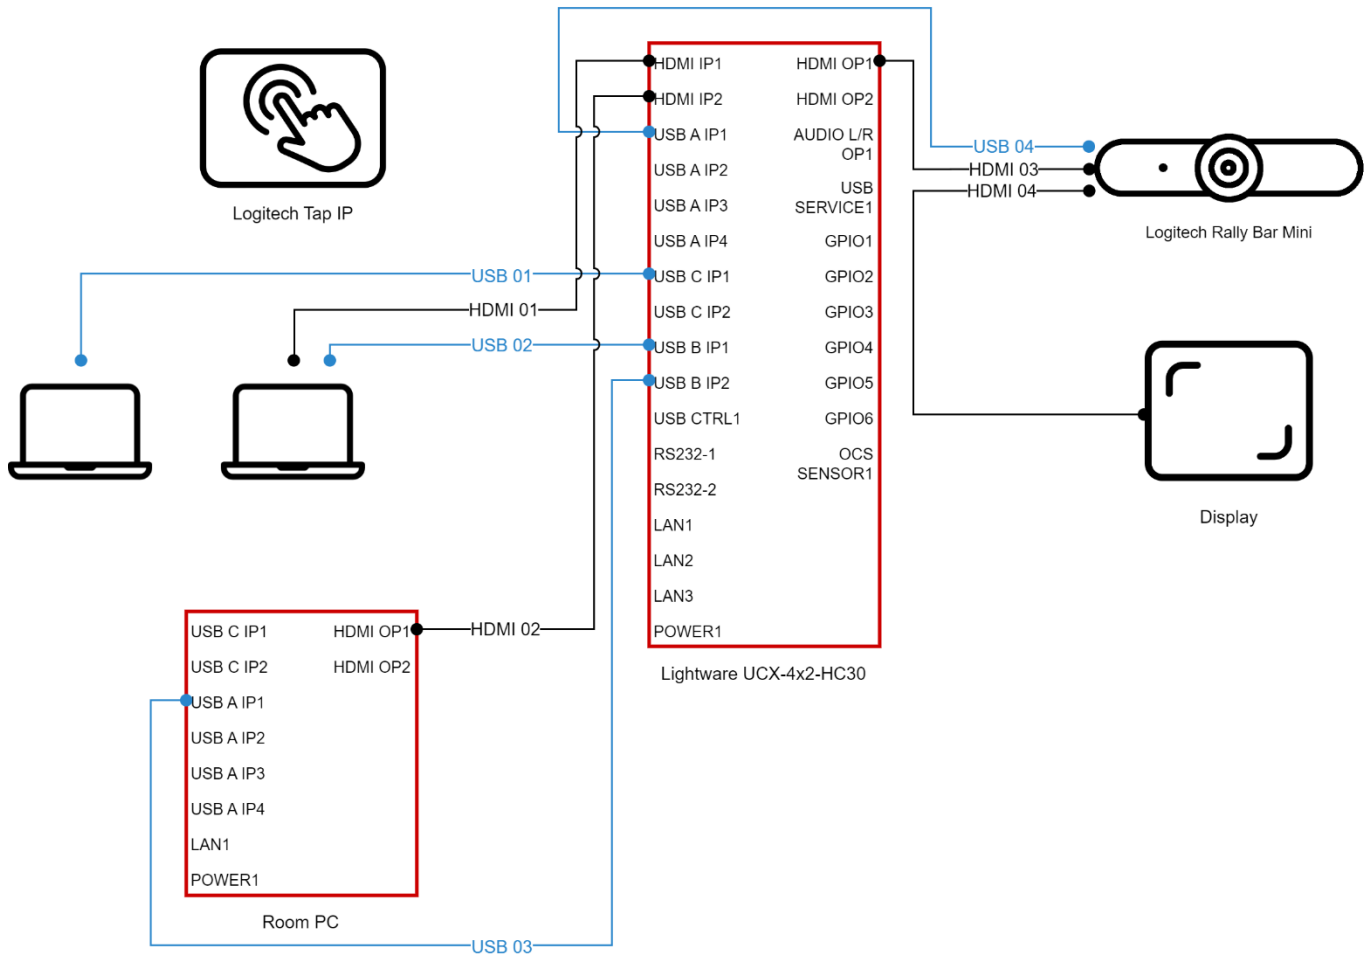 Logitech Tap IP
HDMI IP1
HDMI IP2
USB A IP1
USB A IP2
USB A IP3
USB A IP4
USB C IP1
USB C IP2
USB B IP1
USB B IP2
USB CTRL1
RS232-1
RS232-2
LAN1
LAN2
LAN3
POWER1
HDMI OP1
HDMI OP2
AUDIO L/R
OP1
USB
SERVICE1
GPIO1
GPIO2
GPIO3
GPIO4
GPIO5
GPIO6
OCS
SENSOR1
Lightware UCX-4x2-HC30
USB 04
HDMI 03
HDMI 04
Logitech Rally Bar Mini
Display
USB 01
HDMI 01
USB 02
HDMI 02
USB C IP1
USB C IP2
USB A IP1
USB A IP2
USB A IP3
USB A IP4
LAN1
POWER1
HDMI OP1
HDMI OP2
Room PC
USB 03